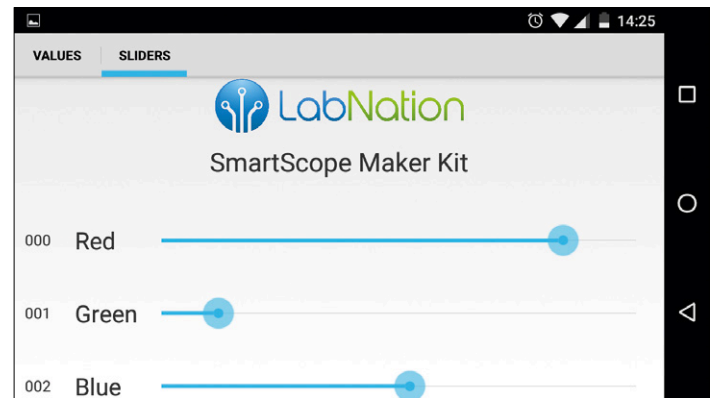 14:25
VALUES SLIDERS
LabNation
SmartScope Maker Kit
000 Red
001 Green
002 Blue